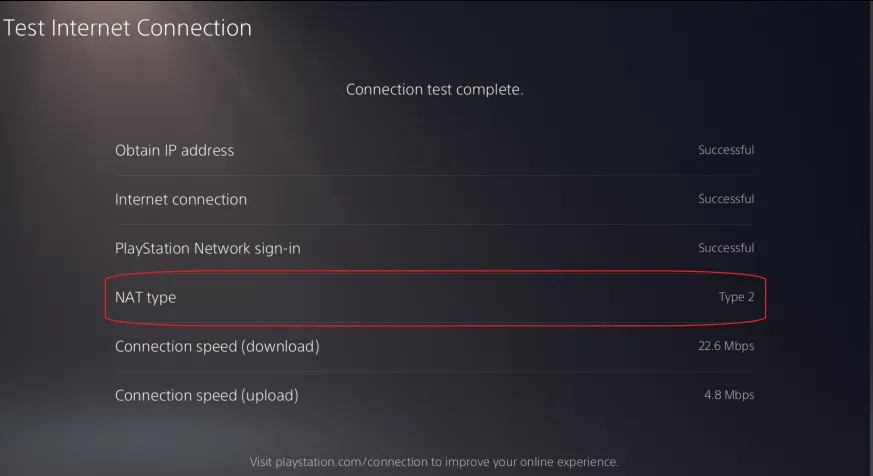 Test Internet Connection
Connection test complete.
Obtain IP address Successful
Internet connection Successful
PlayStation Network sign-in Successful
NAT type Type 2
Connection speed (download) 22.6 Mbps
Connection speed (upload) 4.8 Mbps
Visit playstation.com/connection to improve your online experience.